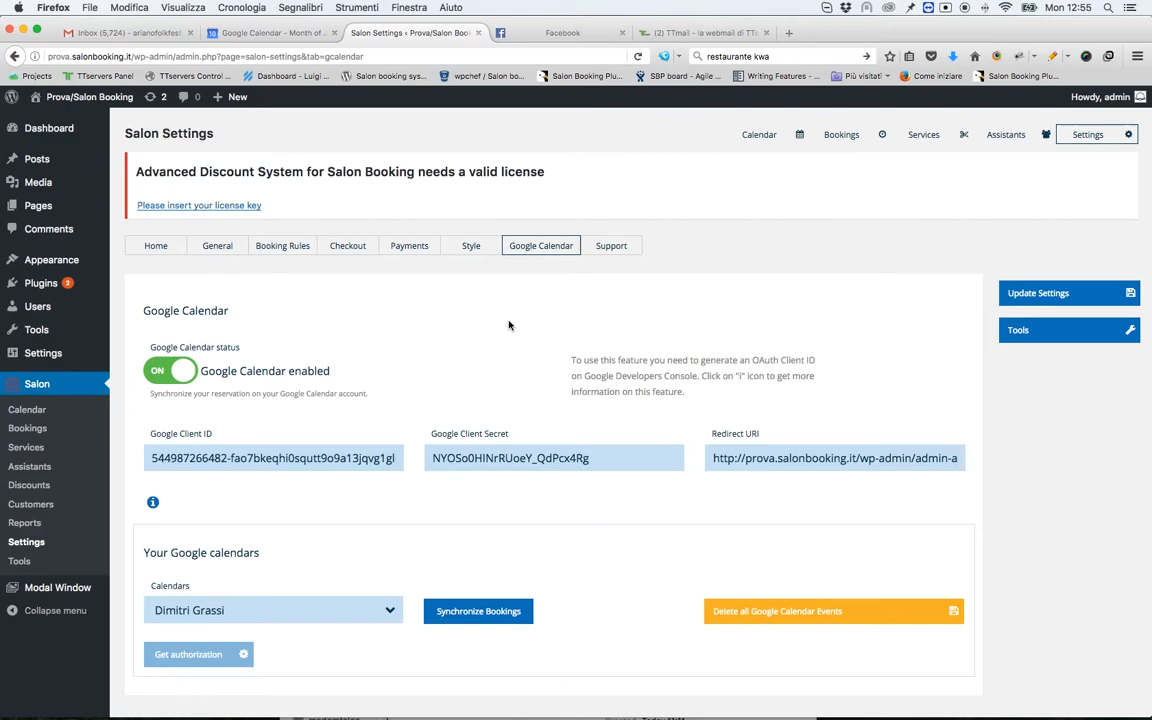 Firefox File Modifica Visualizza Cronologia Segnalibri Strumenti Finestra Aiuto Mon 12:55
Inbox (5,724) - arianofolkfest Google Calendar - Month of Salon Settings ‹ Prova/Salon Boo Facebook (2) TTmail - la webmail di TT
prova.salonbooking.it/wp-admin/admin.php?page=salon-settings&tab=gcalendar restaurante kwa
Projects TTservers Panel TTservers Control ... Dashboard - Luigi ... Salon booking sys... wpchef / Salon bo... Salon Booking Plu... SBP board - Agile ... Writing Features - ... Più visitati Come iniziare Salon Booking Plu...
Prova/Salon Booking 2 0 + New Howdy, admin
Dashboard
Posts
Media
Pages
Comments
Appearance
Plugins 2
Users
Tools
Settings
Salon
Calendar
Bookings
Services
Assistants
Discounts
Customers
Reports
Settings
Tools
Modal Window
Collapse menu
Salon Settings
Calendar Bookings Services Assistants Settings
Advanced Discount System for Salon Booking needs a valid license
Please insert your license key
Home General Booking Rules Checkout Payments Style Google Calendar Support
Update Settings
Tools
Google Calendar
Google Calendar status
ON Google Calendar enabled
Synchronize your reservation on your Google Calendar account.
To use this feature you need to generate an OAuth Client ID
on Google Developers Console. Click on "i" icon to get more
information on this feature.
Google Client ID Google Client Secret Redirect URI
544987266482-fao7bkeqhi0squtt9o9a13jqvg1gl NYOSo0HINrRUoeY_QdPcx4Rg http://prova.salonbooking.it/wp-admin/admin-a
Your Google calendars
Calendars
Dimitri Grassi Synchronize Bookings Delete all Google Calendar Events
Get authorization